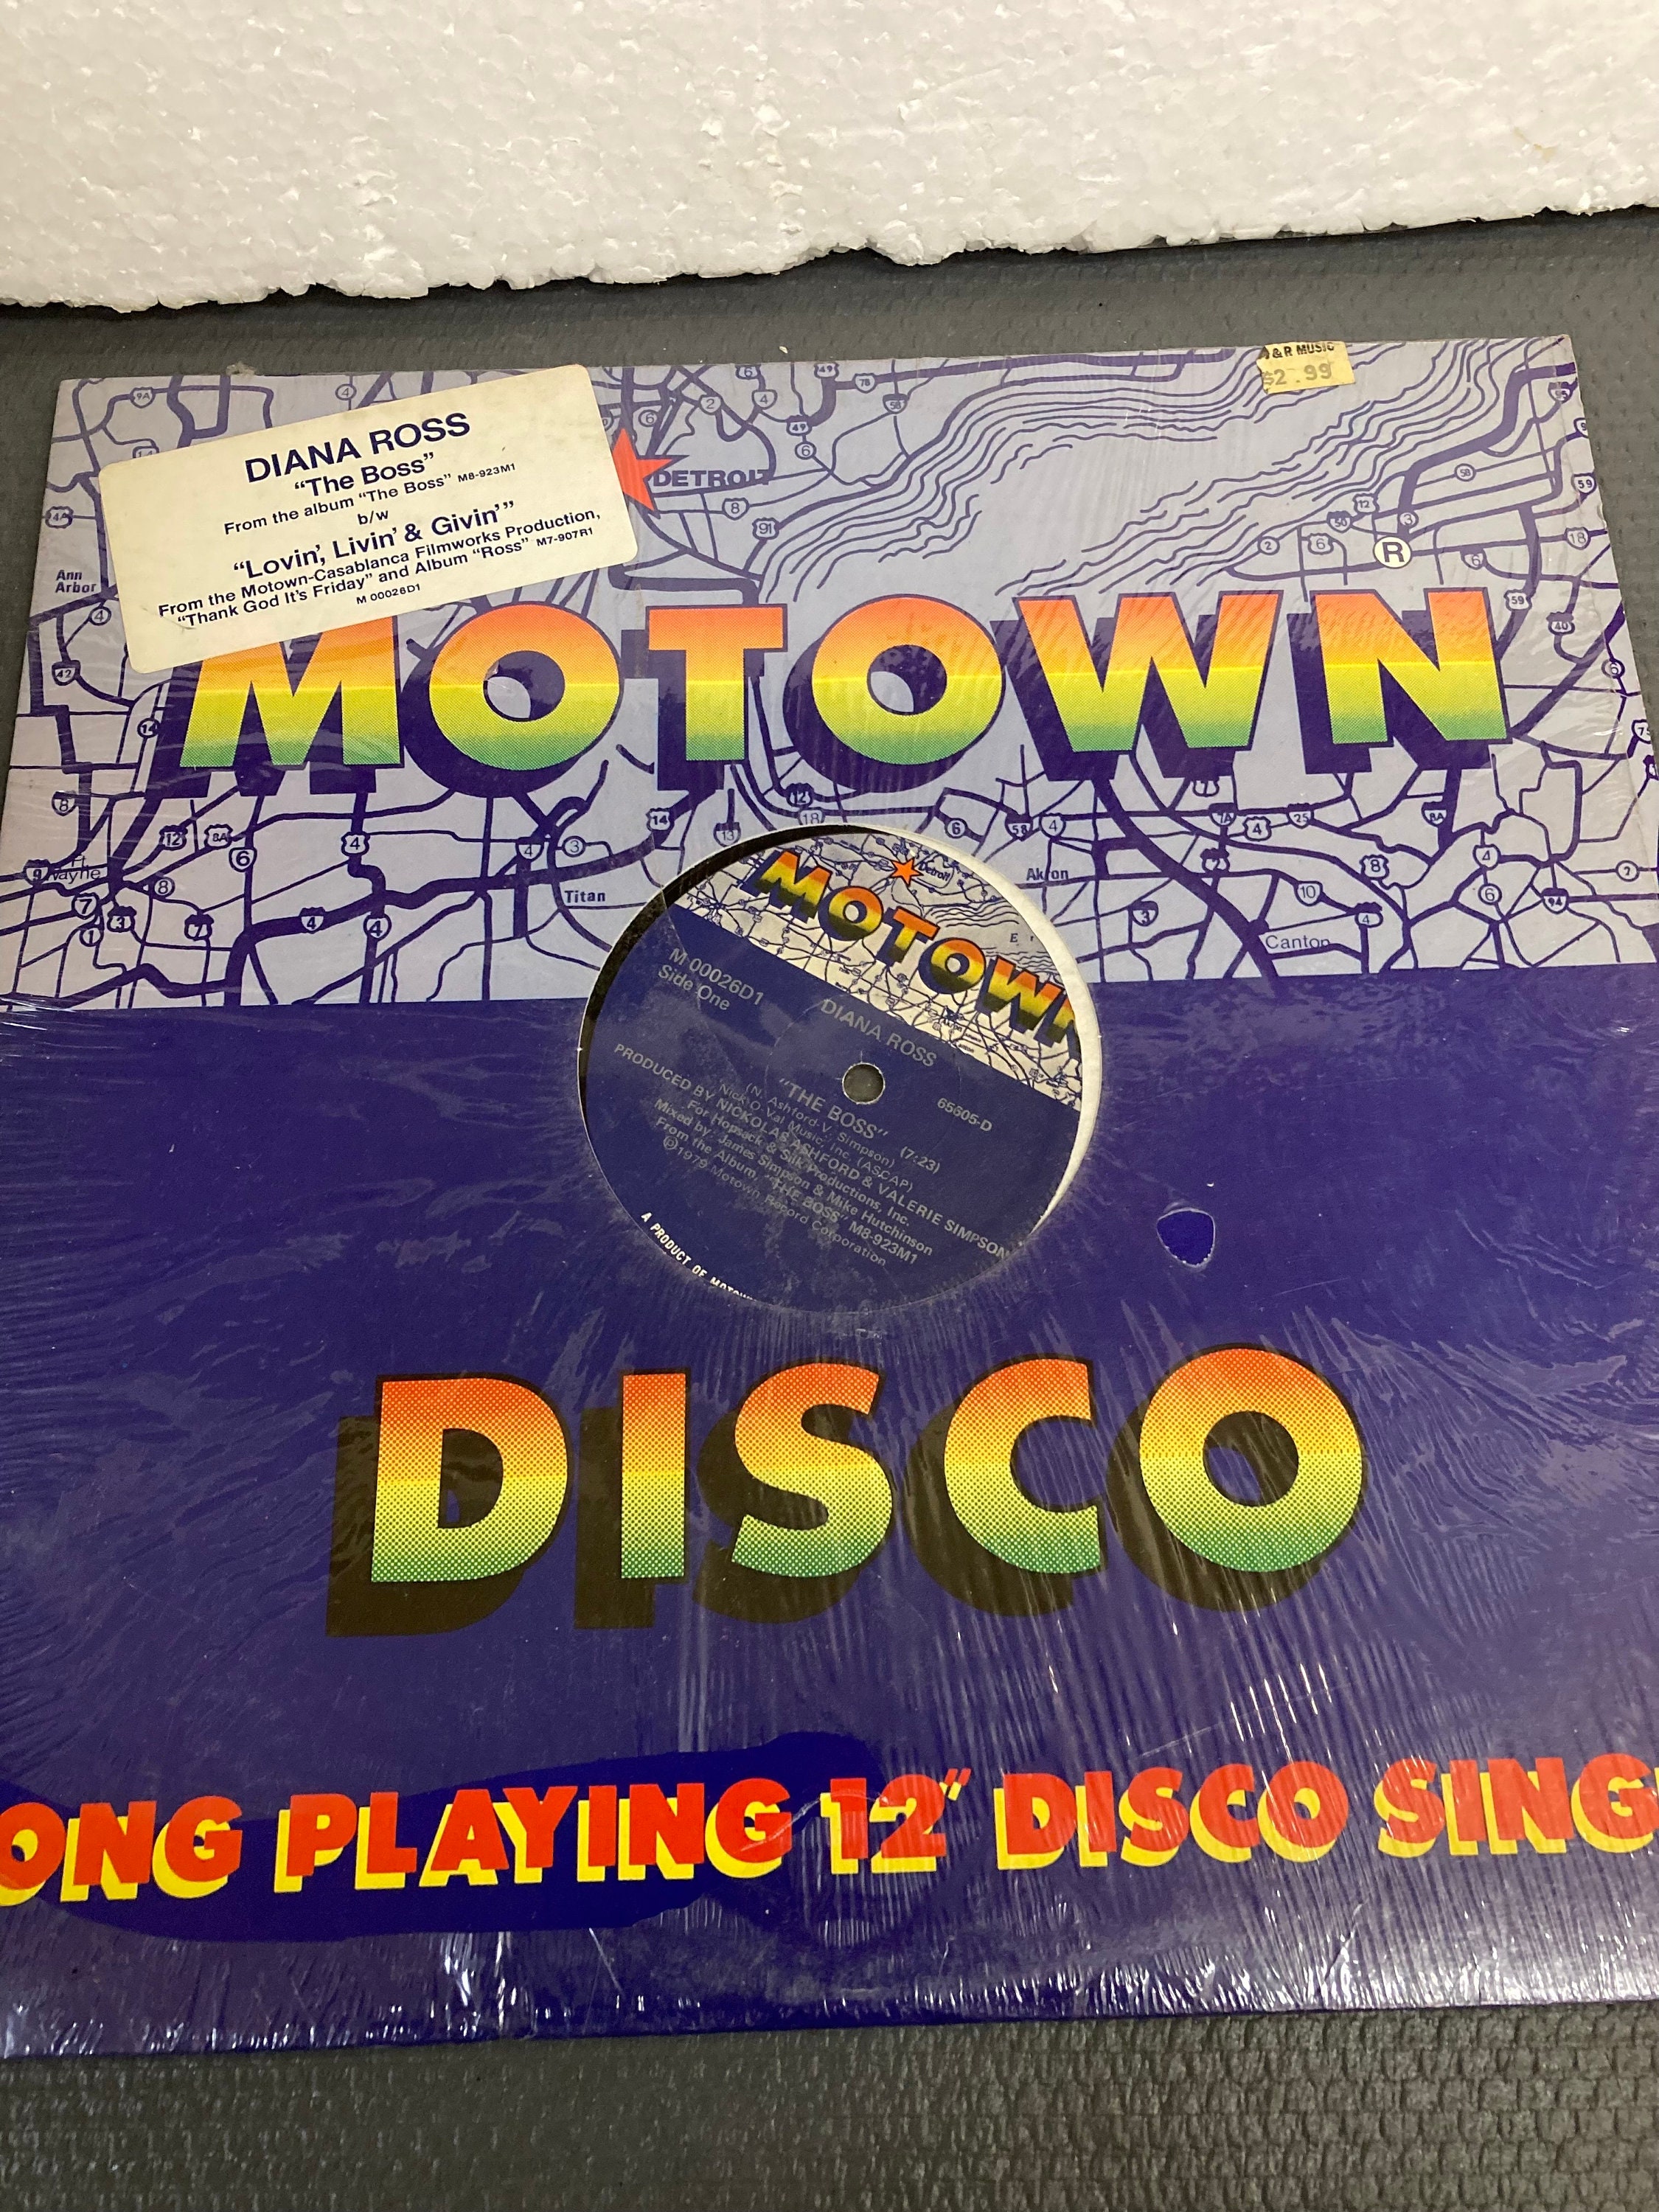 DIANA ROSS
"The Boss"
From the album "The Boss" M8-923M1
b/w
"Lovin', Livin' & Givin'"
From the Motown-Casablanca Filmworks Production,
"Thank God It's Friday" and Album "Ross" M7-907R1
M 00026D1
& R MUSIC
$2.99
DETROIT
Ann
Arbor
R
MOTOWN
Ft.
Wayne
Titan
Akron
Canton
MOTOWN
Detroit
M 00026D1
Side One
DIANA ROSS
65605-D
"THE BOSS" (7:23)
(N. Ashford-V. Simpson)
Nick-O-Val Music, Inc. (ASCAP)
PRODUCED BY NICKOLAS ASHFORD & VALERIE SIMPSON
For Hopsack & Silk Productions, Inc.
Mixed by: James Simpson & Mike Hutchinson
From the Album, "THE BOSS" M8-923M1
℗1979 Motown Record Corporation
A PRODUCT OF MOTOWN
DISCO
ONG PLAYING 12" DISCO SING